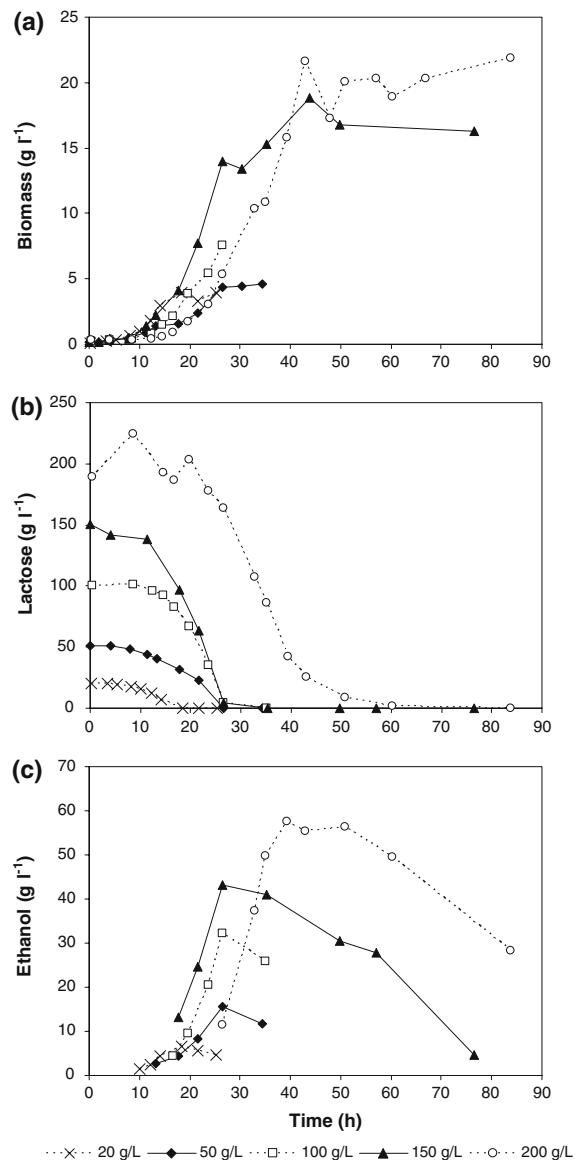 (a)
25
20
15
10
5
0
Biomass (g l⁻¹)
0 10 20 30 40 50 60 70 80 90
(b)
250
200
150
100
50
0
Lactose (g l⁻¹)
0 10 20 30 40 50 60 70 80 90
(c)
70
60
50
40
30
20
10
0
Ethanol (g l⁻¹)
0 10 20 30 40 50 60 70 80 90
Time (h)
20 g/L 50 g/L 100 g/L 150 g/L 200 g/L